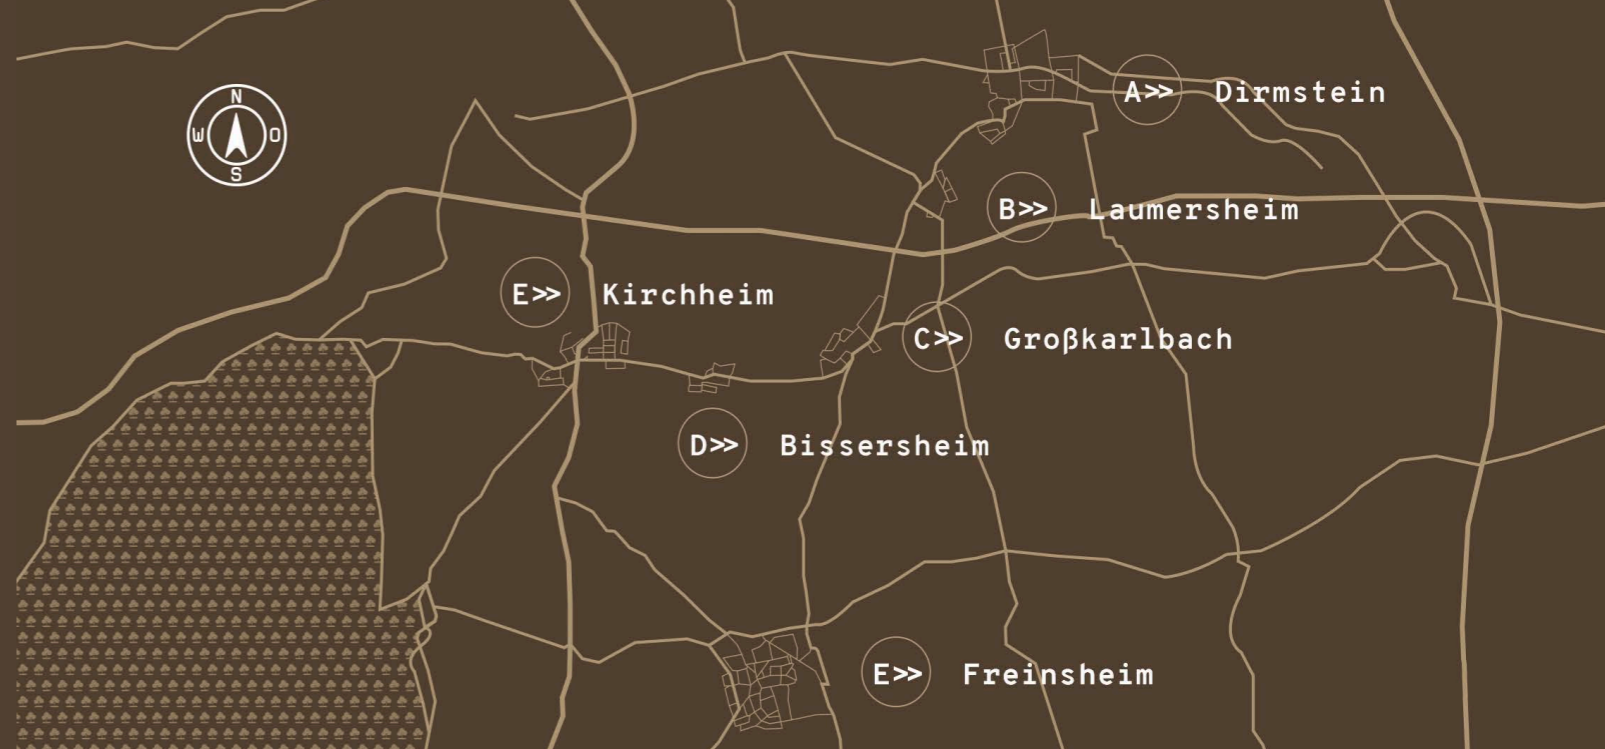 A>> Dirmstein
N
W O
S
B>> Laumersheim
E>> Kirchheim
C>> Großkarlbach
D>> Bissersheim
E>> Freinsheim